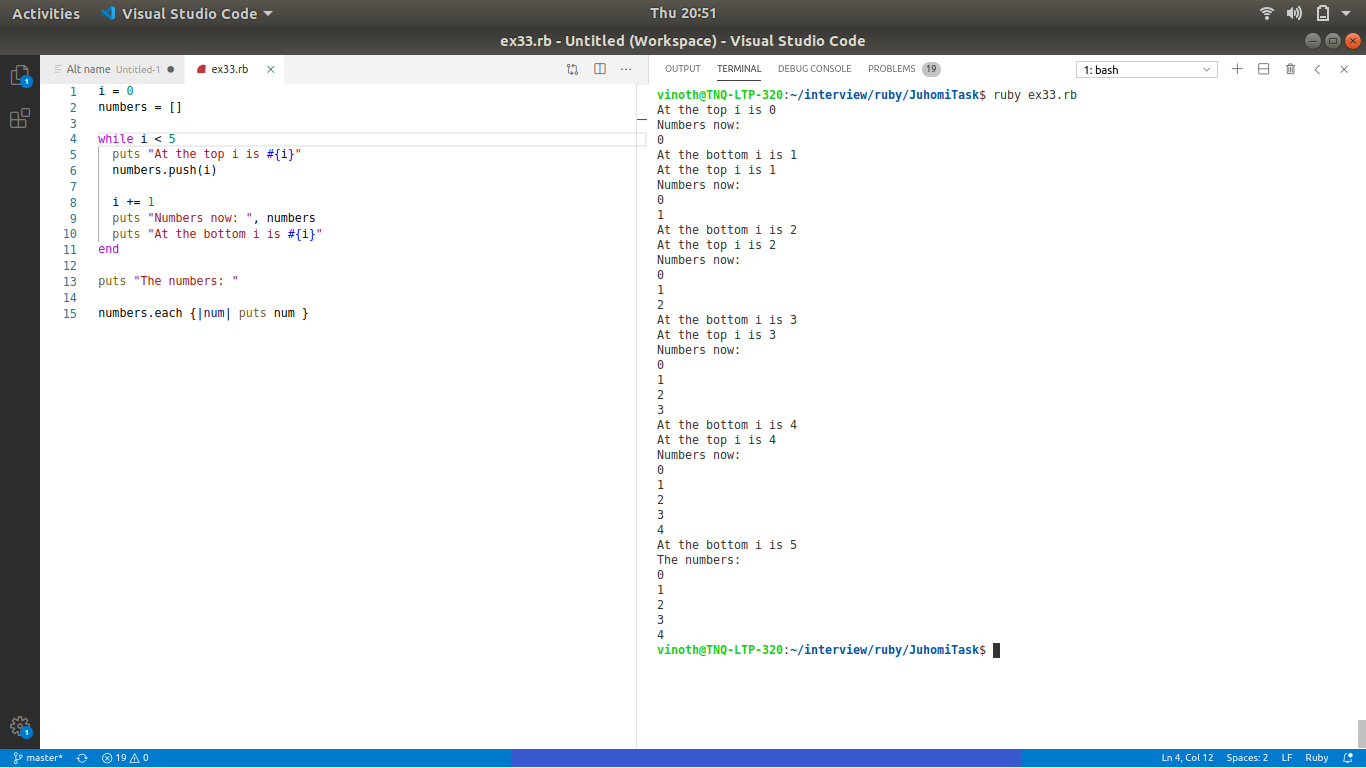 Activities Visual Studio Code Thu 20:51
ex33.rb - Untitled (Workspace) - Visual Studio Code
1
Alt name Untitled-1
ex33.rb
1 i = 0
2 numbers = []
3
4 while i < 5
5 puts "At the top i is #{i}"
6 numbers.push(i)
7
8 i += 1
9 puts "Numbers now: ", numbers
10 puts "At the bottom i is #{i}"
11 end
12
13 puts "The numbers: "
14
15 numbers.each {|num| puts num }
OUTPUT TERMINAL DEBUG CONSOLE PROBLEMS 19 1: bash
vinoth@TNQ-LTP-320:~/interview/ruby/JuhomiTask$ ruby ex33.rb
At the top i is 0
Numbers now:
0
At the bottom i is 1
At the top i is 1
Numbers now:
0
1
At the bottom i is 2
At the top i is 2
Numbers now:
0
1
2
At the bottom i is 3
At the top i is 3
Numbers now:
0
1
2
3
At the bottom i is 4
At the top i is 4
Numbers now:
0
1
2
3
4
At the bottom i is 5
The numbers:
0
1
2
3
4
vinoth@TNQ-LTP-320:~/interview/ruby/JuhomiTask$
1
master* 19 0 Ln 4, Col 12 Spaces: 2 LF Ruby